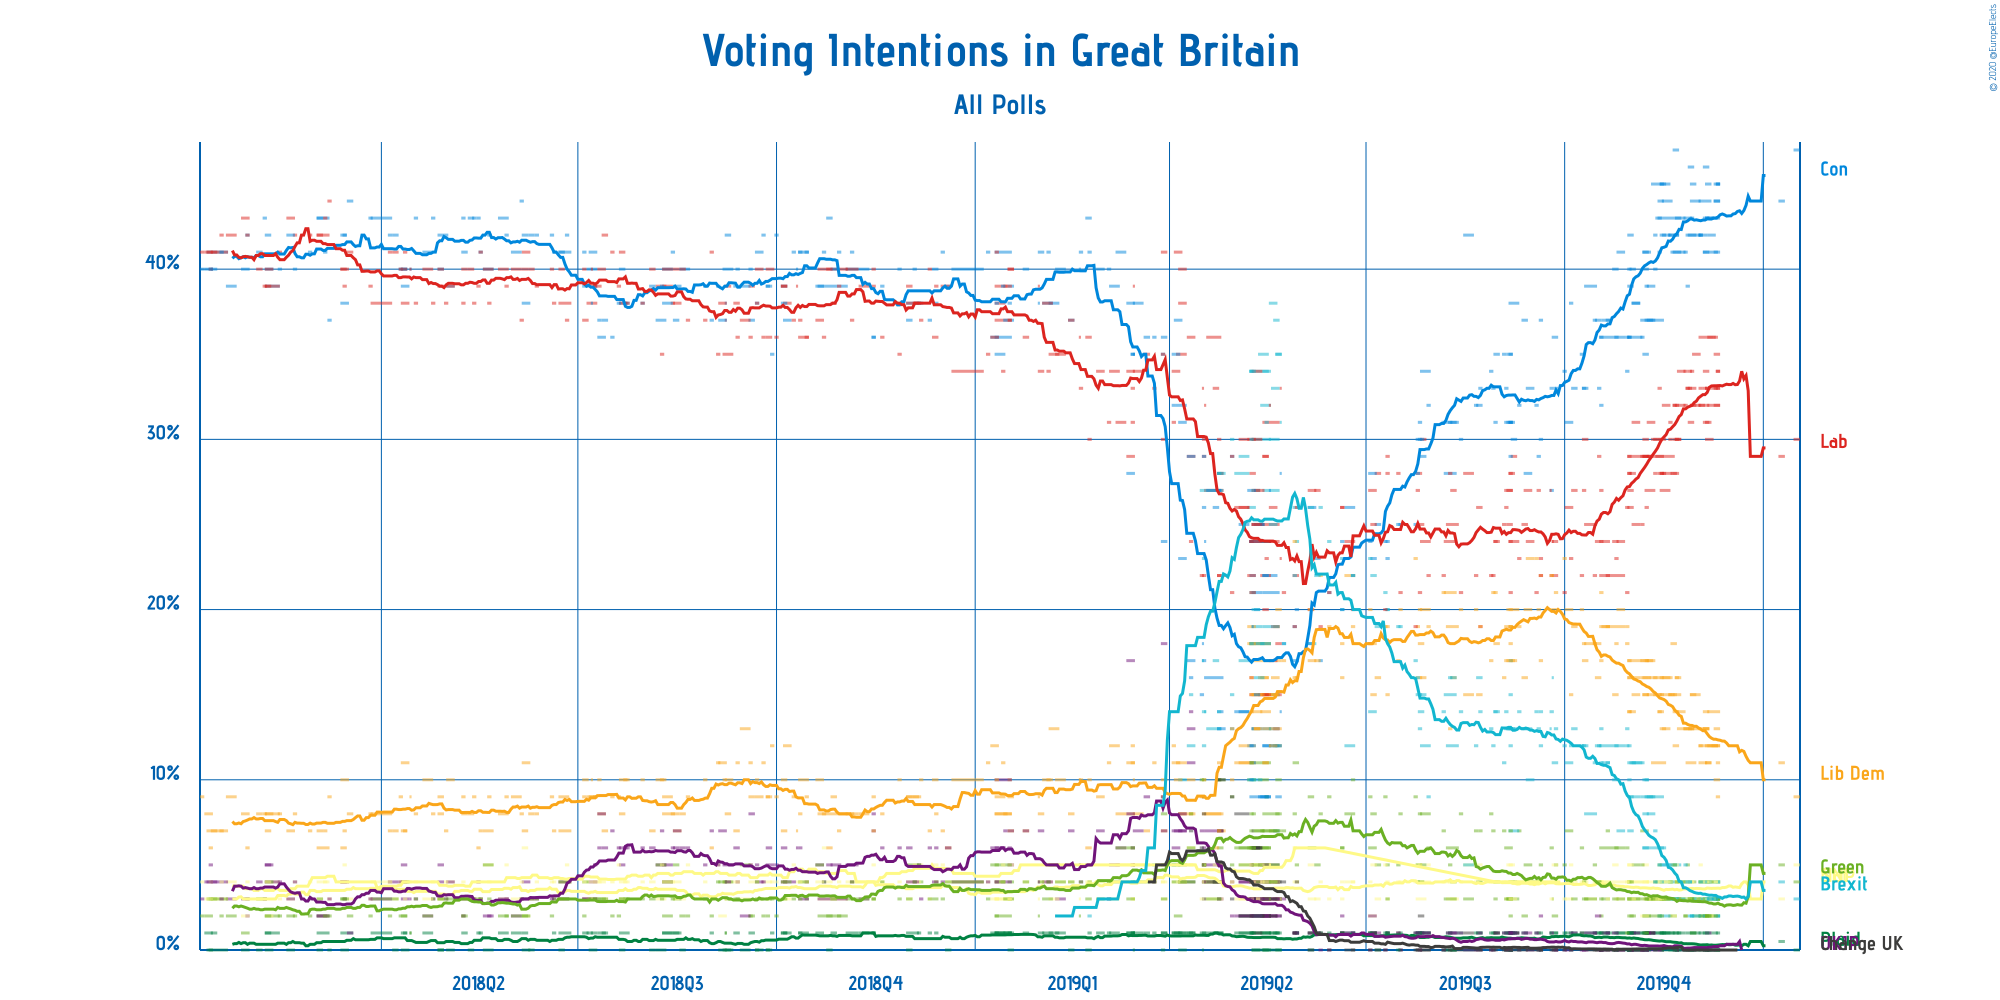 Voting Intentions in Great Britain
All Polls
© 2020 @EuropeElects
Con
40%
30%
Lab
20%
10%
Lib Dem
Green
Brexit
0%
Change UK
2018Q2 2018Q3 2018Q4 2019Q1 2019Q2 2019Q3 2019Q4